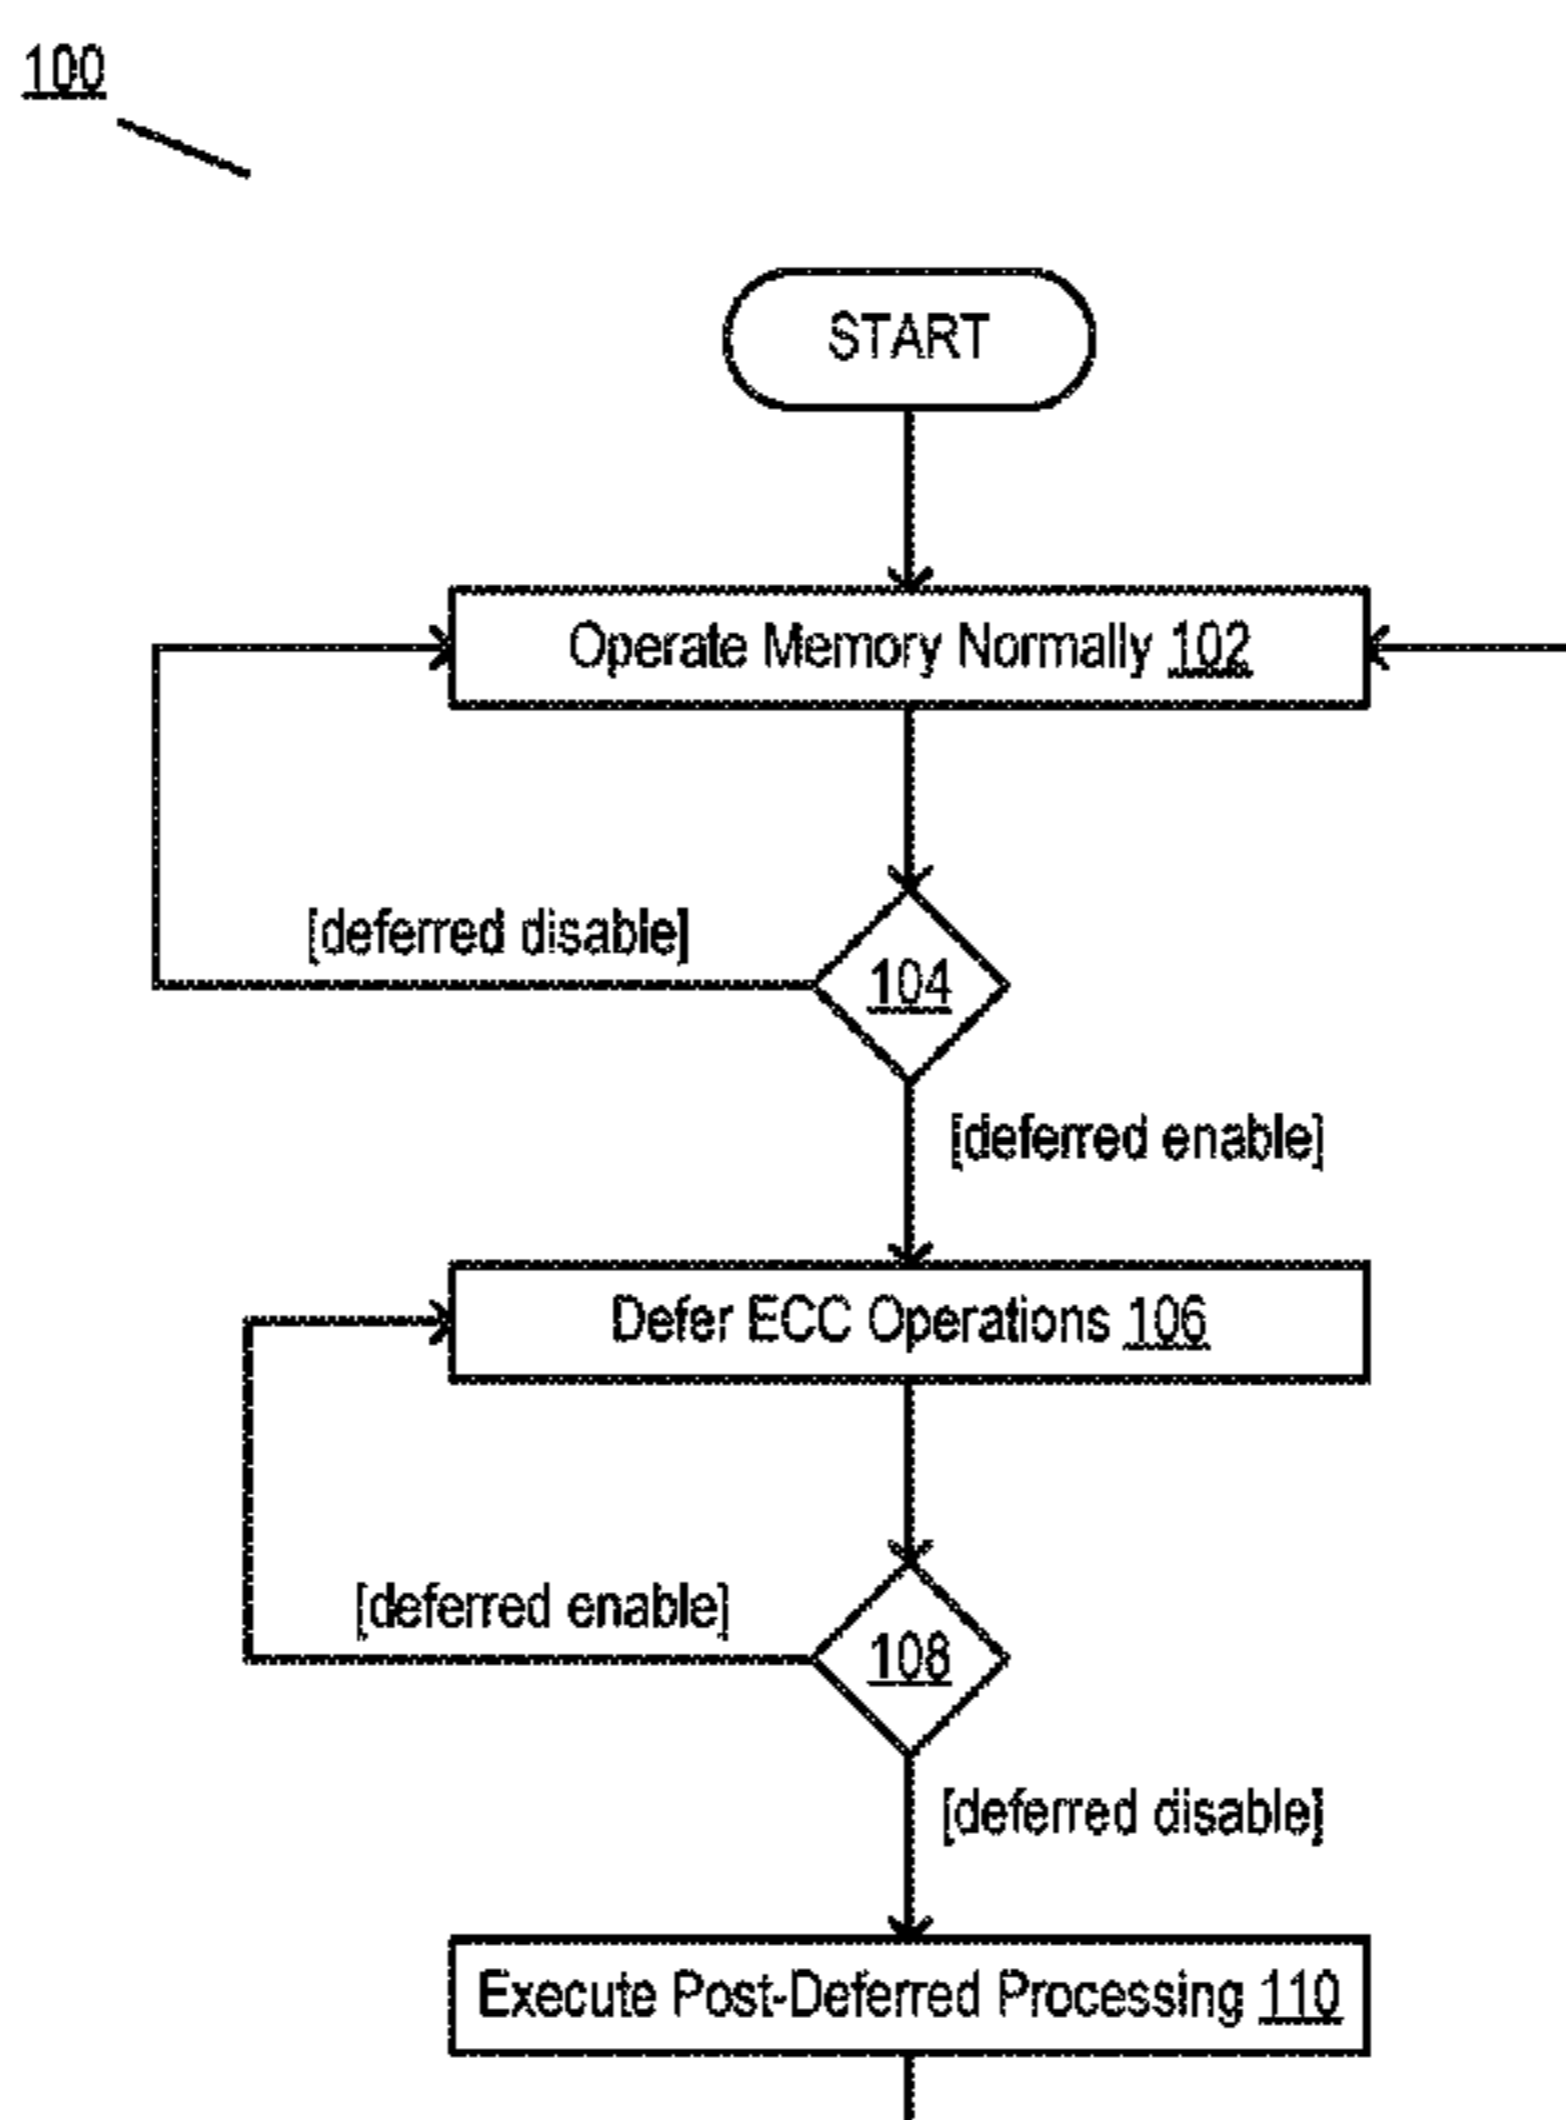 100
START
Operate Memory Normally 102
[deferred disable]
104
[deferred enable]
Defer ECC Operations 106
[deferred enable]
108
[deferred disable]
Execute Post-Deferred Processing 110